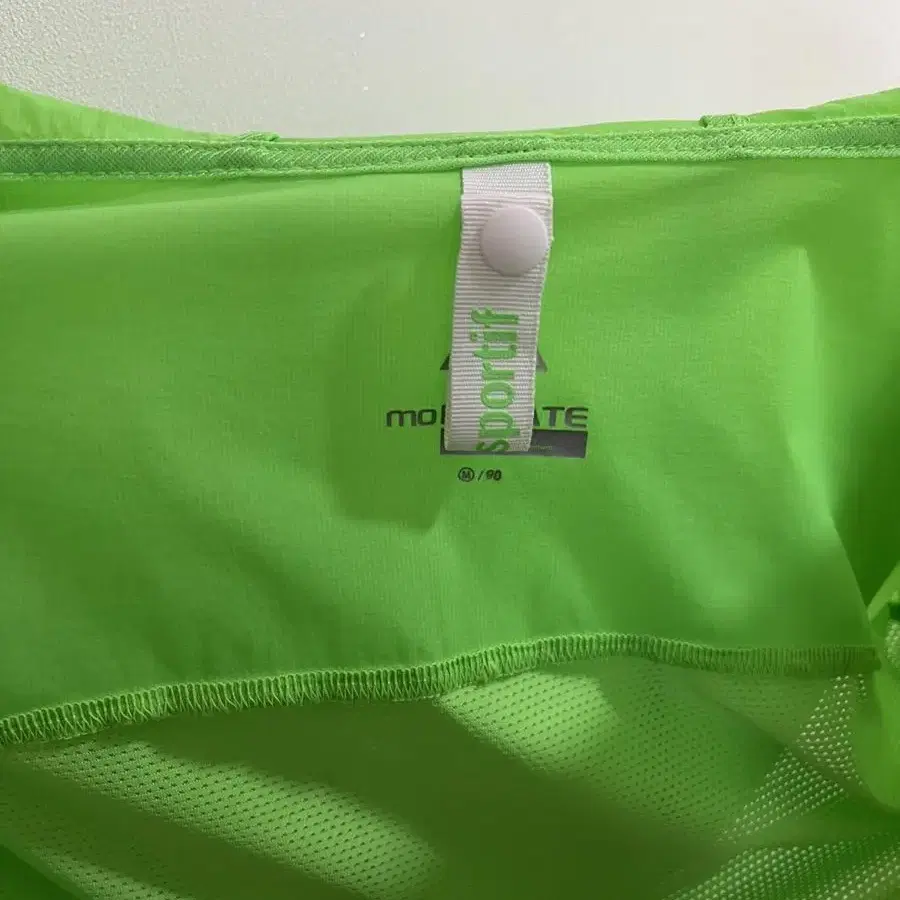 sportif
mo ATE
Ⓜ/90